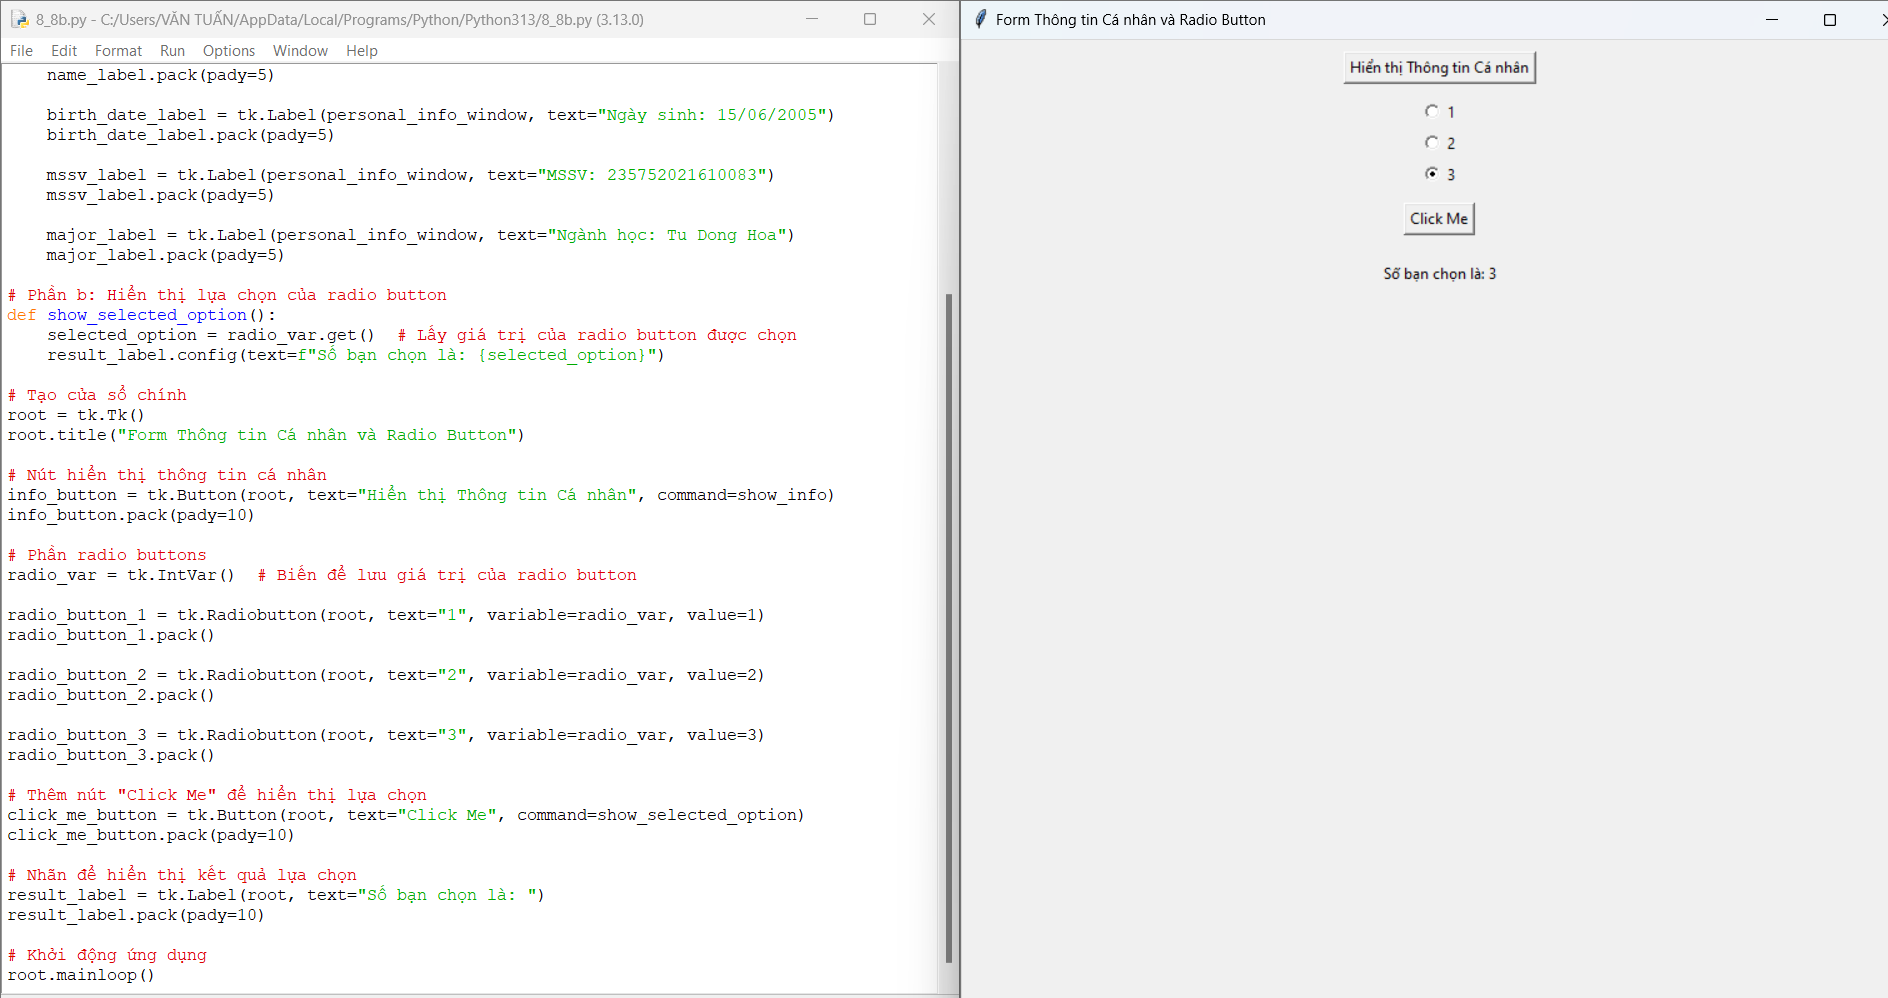 8_8b.py - C:/Users/VĂN TUẤN/AppData/Local/Programs/Python/Python313/8_8b.py (3.13.0)
File Edit Format Run Options Window Help
    name_label.pack(pady=5)

    birth_date_label = tk.Label(personal_info_window, text="Ngày sinh: 15/06/2005")
    birth_date_label.pack(pady=5)

    mssv_label = tk.Label(personal_info_window, text="MSSV: 235752021610083")
    mssv_label.pack(pady=5)

    major_label = tk.Label(personal_info_window, text="Ngành học: Tu Dong Hoa")
    major_label.pack(pady=5)

# Phần b: Hiển thị lựa chọn của radio button
def show_selected_option():
    selected_option = radio_var.get()  # Lấy giá trị của radio button được chọn
    result_label.config(text=f"Số bạn chọn là: {selected_option}")

# Tạo cửa sổ chính
root = tk.Tk()
root.title("Form Thông tin Cá nhân và Radio Button")

# Nút hiển thị thông tin cá nhân
info_button = tk.Button(root, text="Hiển thị Thông tin Cá nhân", command=show_info)
info_button.pack(pady=10)

# Phần radio buttons
radio_var = tk.IntVar()  # Biến để lưu giá trị của radio button

radio_button_1 = tk.Radiobutton(root, text="1", variable=radio_var, value=1)
radio_button_1.pack()

radio_button_2 = tk.Radiobutton(root, text="2", variable=radio_var, value=2)
radio_button_2.pack()

radio_button_3 = tk.Radiobutton(root, text="3", variable=radio_var, value=3)
radio_button_3.pack()

# Thêm nút "Click Me" để hiển thị lựa chọn
click_me_button = tk.Button(root, text="Click Me", command=show_selected_option)
click_me_button.pack(pady=10)

# Nhãn để hiển thị kết quả lựa chọn
result_label = tk.Label(root, text="Số bạn chọn là: ")
result_label.pack(pady=10)

# Khởi động ứng dụng
root.mainloop()
Form Thông tin Cá nhân và Radio Button
Hiển thị Thông tin Cá nhân
1
2
3
Click Me
Số bạn chọn là: 3